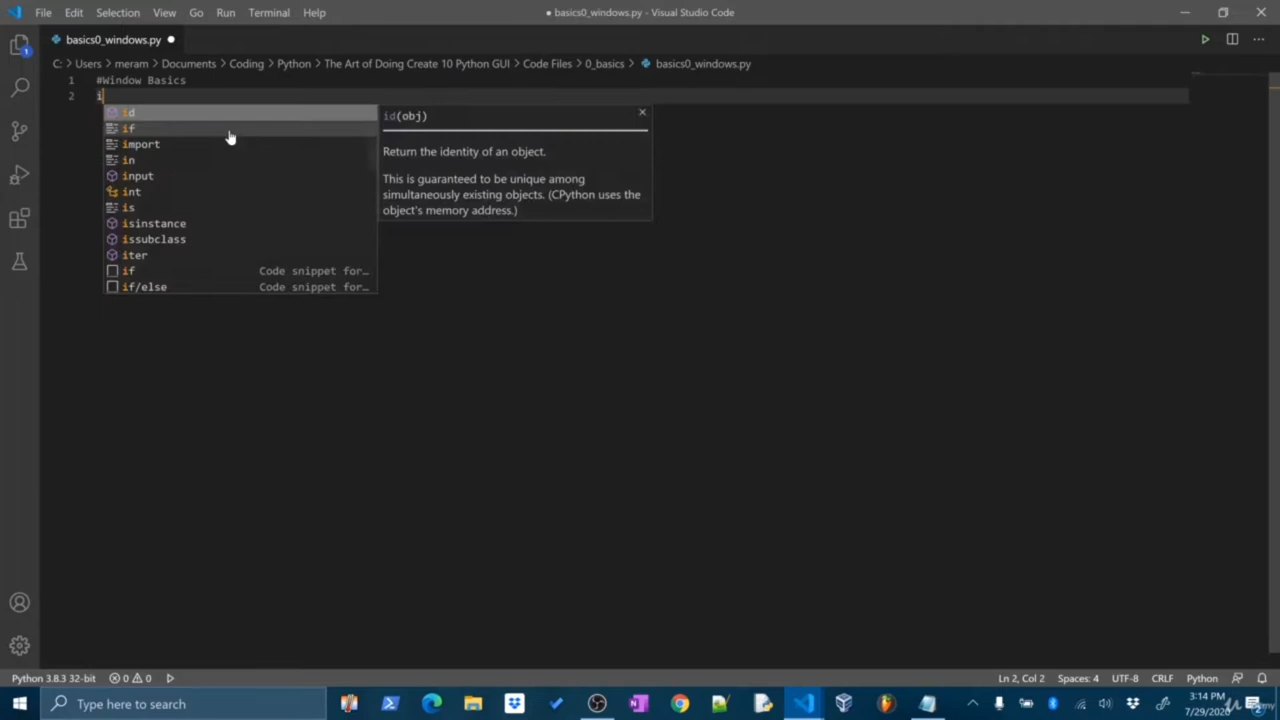 File Edit Selection View Go Run Terminal Help
● basics0_windows.py - Visual Studio Code
basics0_windows.py ●
C: > Users > meram > Documents > Coding > Python > The Art of Doing Create 10 Python GUI > Code Files > 0_basics > basics0_windows.py
1 #Window Basics
2 i
id
if
import
in
input
int
is
isinstance
issubclass
iter
if Code snippet for…
if/else Code snippet for…
id(obj)
Return the identity of an object.
This is guaranteed to be unique among
simultaneously existing objects. (CPython uses the
object's memory address.)
Python 3.8.3 32-bit 0 0 Ln 2, Col 2 Spaces: 4 UTF-8 CRLF Python
Type here to search
3:14 PM
7/29/2020